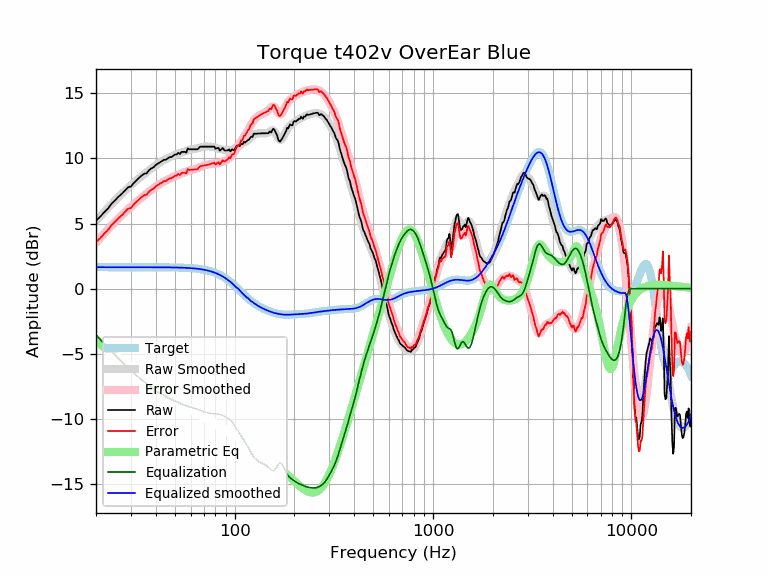 Torque t402v OverEar Blue
15
10
5
0
−5
−10
−15
Amplitude (dBr)
Target
Raw Smoothed
Error Smoothed
Raw
Error
Parametric Eq
Equalization
Equalized smoothed
100
1000
10000
Frequency (Hz)